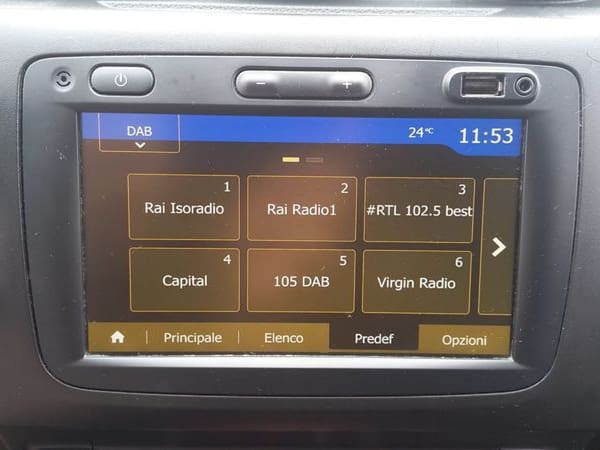 DAB
24°C
11:53
1
Rai Isoradio
2
Rai Radio1
3
#RTL 102.5 best
4
Capital
5
105 DAB
6
Virgin Radio
Principale
Elenco
Predef
Opzioni